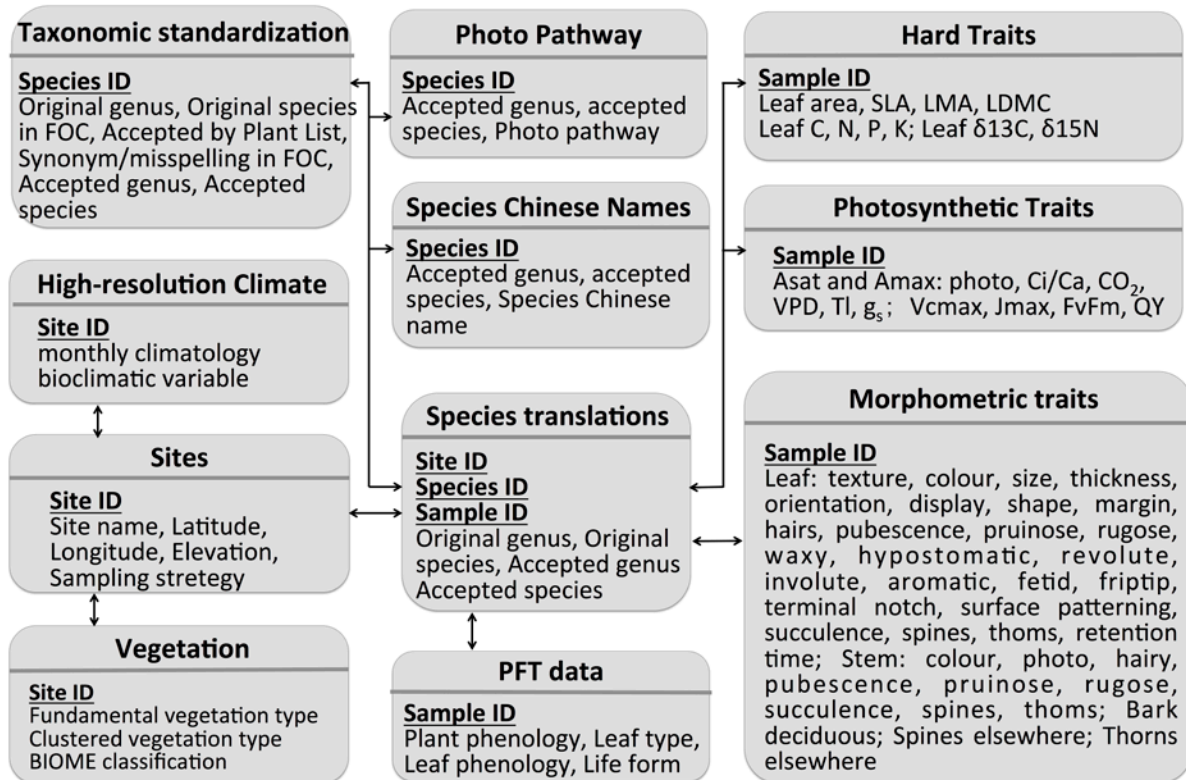 Taxonomic standardization
Species ID
Original genus, Original species
in FOC, Accepted by Plant List,
Synonym/misspelling in FOC,
Accepted genus, Accepted
species
Photo Pathway
Species ID
Accepted genus, accepted
species, Photo pathway
Hard Traits
Sample ID
Leaf area, SLA, LMA, LDMC
Leaf C, N, P, K; Leaf δ13C, δ15N
Species Chinese Names
Species ID
Accepted genus, accepted
species, Species Chinese
name
Photosynthetic Traits
Sample ID
Asat and Amax: photo, Ci/Ca, CO₂,
VPD, Tl, gₛ; Vcmax, Jmax, FvFm, QY
High-resolution Climate
Site ID
monthly climatology
bioclimatic variable
Sites
Site ID
Site name, Latitude,
Longitude, Elevation,
Sampling stretegy
Species translations
Site ID
Species ID
Sample ID
Original genus, Original
species, Accepted genus
Accepted species
Morphometric traits
Sample ID
Leaf: texture, colour, size, thickness,
orientation, display, shape, margin,
hairs, pubescence, pruinose, rugose,
waxy, hypostomatic, revolute,
involute, aromatic, fetid, friptip,
terminal notch, surface patterning,
succulence, spines, thoms, retention
time; Stem: colour, photo, hairy,
pubescence, pruinose, rugose,
succulence, spines, thoms; Bark
deciduous; Spines elsewhere; Thorns
elsewhere
Vegetation
Site ID
Fundamental vegetation type
Clustered vegetation type
BIOME classification
PFT data
Sample ID
Plant phenology, Leaf type,
Leaf phenology, Life form